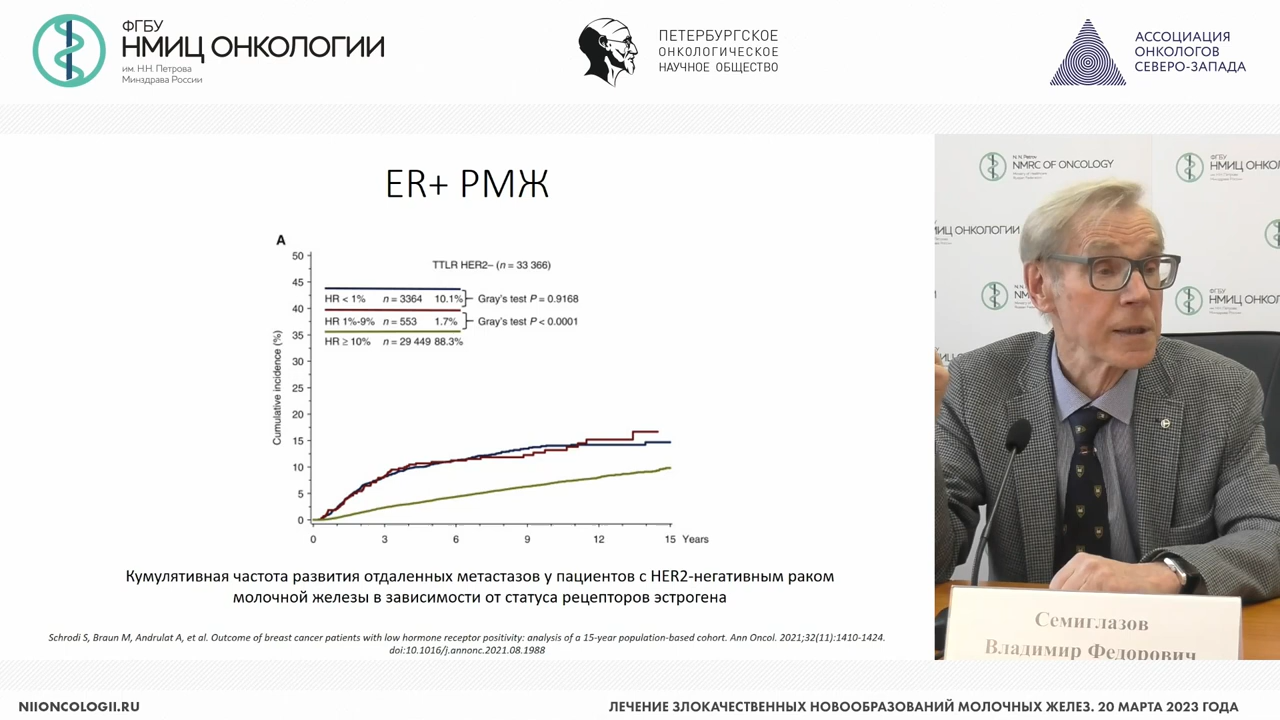 ФГБУ
НМИЦ ОНКОЛОГИИ
им. Н.Н. Петрова
Минздрава России
ПЕТЕРБУРГСКОЕ
ОНКОЛОГИЧЕСКОЕ
НАУЧНОЕ ОБЩЕСТВО
АССОЦИАЦИЯ
ОНКОЛОГОВ
СЕВЕРО-ЗАПАДА
ER+ РМЖ
A
TTLR HER2– (n = 33 366)
HR < 1% n = 3364 10.1% Gray's test P = 0.9168
HR 1%-9% n = 553 1.7% Gray's test P < 0.0001
HR ≥ 10% n = 29 449 88.3%
Cumulative incidence (%)
50
45
40
35
30
25
20
15
10
5
0
0 3 6 9 12 15 Years
Кумулятивная частота развития отдаленных метастазов у пациентов с HER2-негативным раком
молочной железы в зависимости от статуса рецепторов эстрогена
Schrodi S, Braun M, Andrulat A, et al. Outcome of breast cancer patients with low hormone receptor positivity: analysis of a 15-year population-based cohort. Ann Oncol. 2021;32(11):1410-1424.
doi:10.1016/j.annonc.2021.08.1988
NMRC OF ONCOLOGY
ФГБУ
НМИЦ ОНКОЛ
ИЦ ОНКОЛОГИИ
НМИЦ ОНКОЛОГИИ
Семиглазов
Владимир Федорович
NIIONCOLOGII.RU
ЛЕЧЕНИЕ ЗЛОКАЧЕСТВЕННЫХ НОВООБРАЗОВАНИЙ МОЛОЧНЫХ ЖЕЛЕЗ. 20 МАРТА 2023 ГОДА